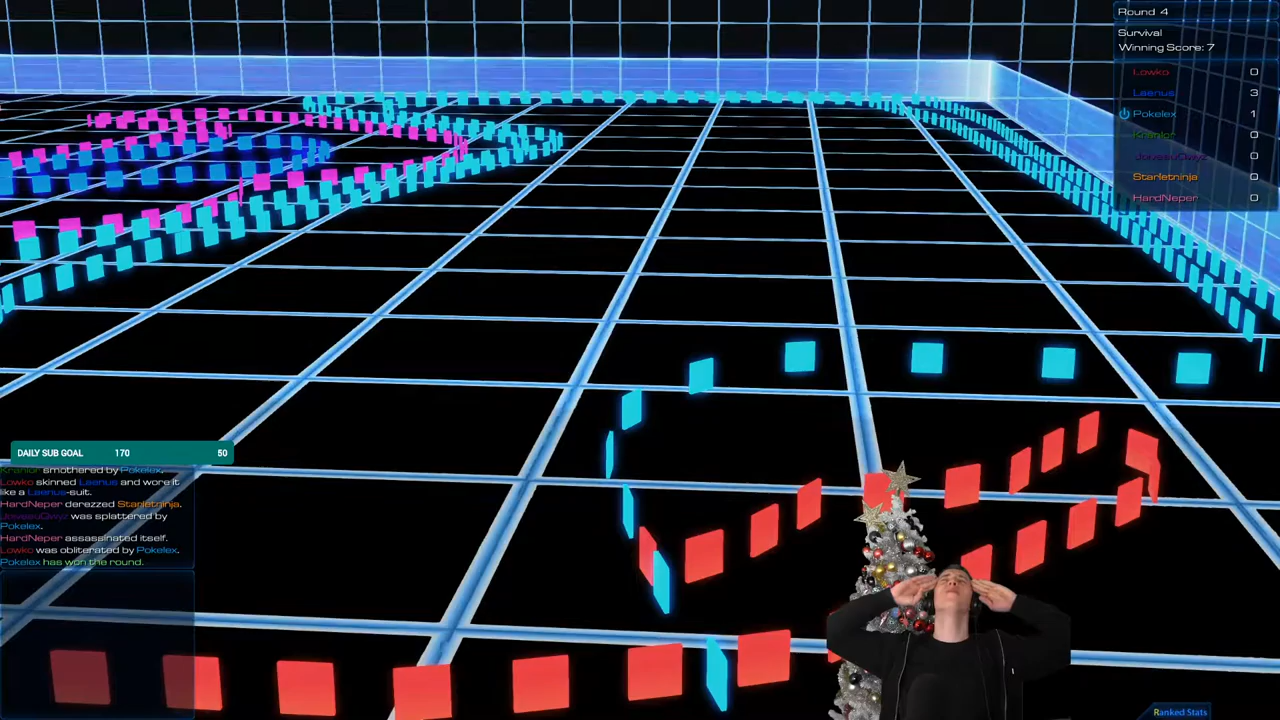 Round 4
Survival
Winning Score: 7
Lowko 0
Laenus 3
Pokelex 1
Kranlor 0
0
Starletninja 0
HardNeper 0
DAILY SUB GOAL 170 50
Kranlor smothered by Pokelex.
Lowko skinned Laenus and wore it
like a Laenus-suit.
HardNeper derezzed Starletninja.
was splattered by
Pokelex.
HardNeper assassinated itself.
Lowko was obliterated by Pokelex.
Pokelex has won the round.
Ranked Stats